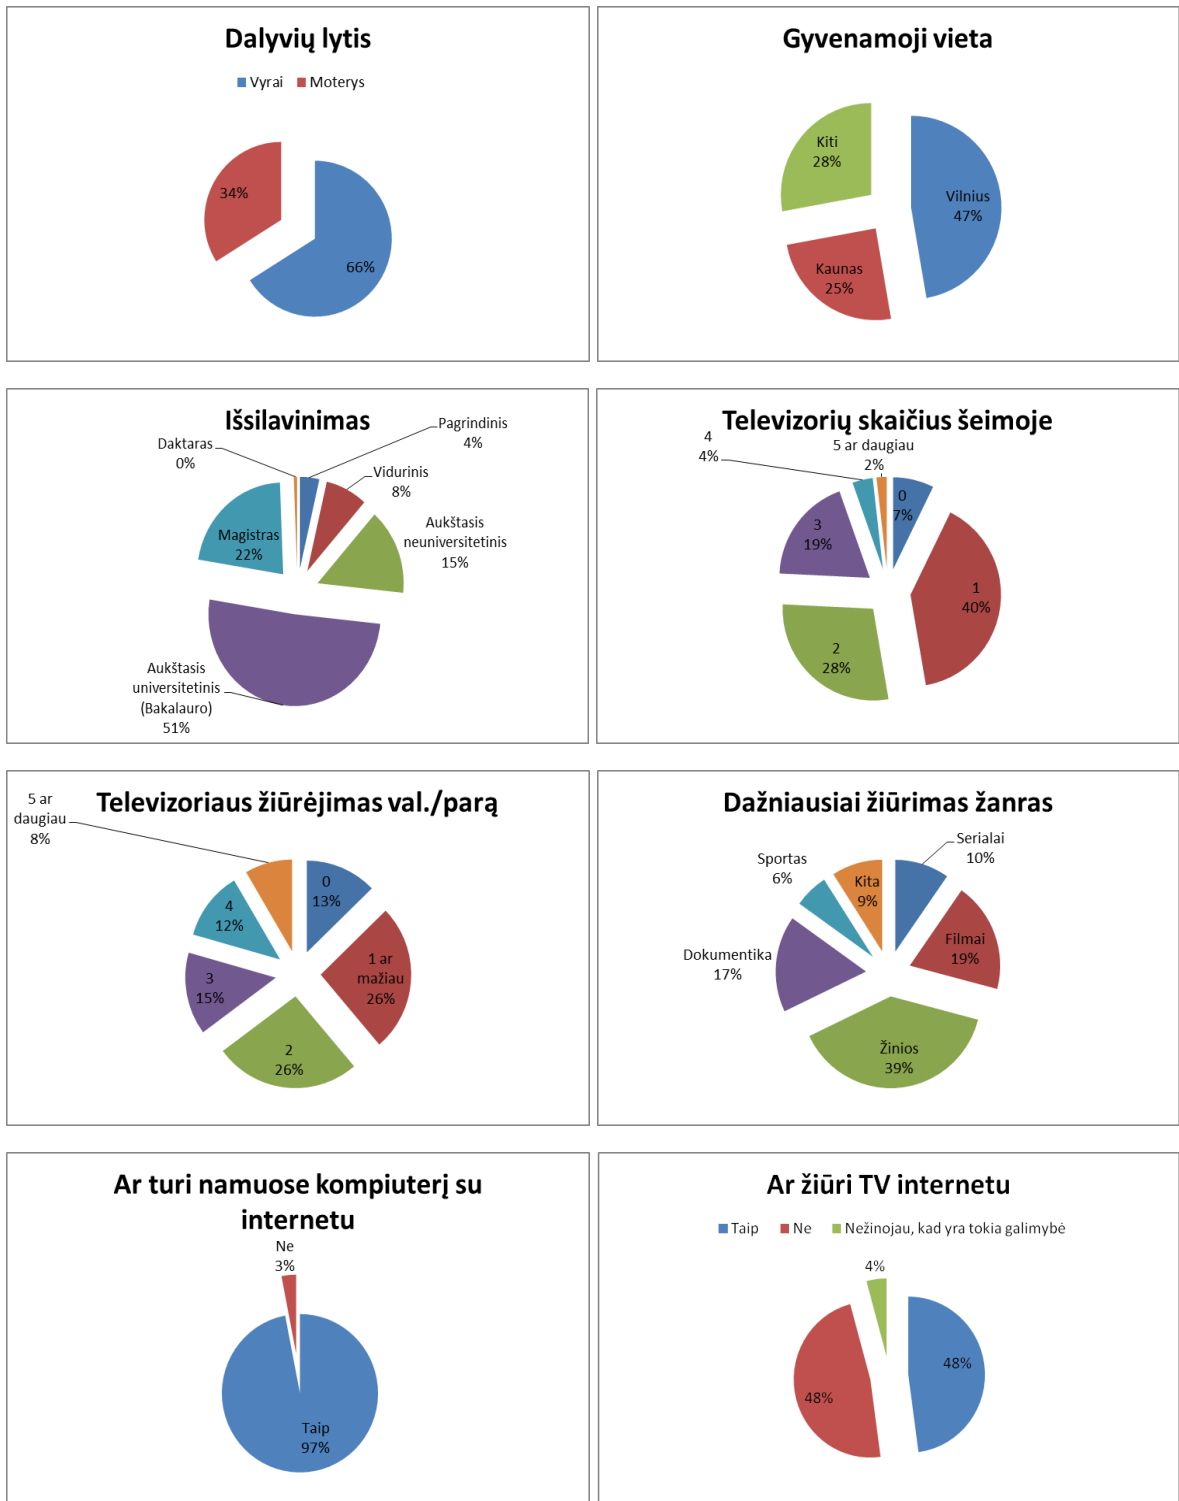 Dalyvių lytis
Vyrai Moterys
34%
66%
Gyvenamoji vieta
Kiti
28%
Vilnius
47%
Kaunas
25%
Išsilavinimas
Daktaras
0%
Pagrindinis
4%
Vidurinis
8%
Aukštasis
neuniversitetinis
15%
Magistras
22%
Aukštasis
universitetinis
(Bakalauro)
51%
Televizorių skaičius šeimoje
4
4%
5 ar daugiau
2%
0
7%
3
19%
1
40%
2
28%
Televizoriaus žiūrėjimas val./parą
5 ar
daugiau
8%
0
13%
4
12%
1 ar
mažiau
26%
3
15%
2
26%
Dažniausiai žiūrimas žanras
Serialai
10%
Sportas
6%
Kita
9%
Filmai
19%
Dokumentika
17%
Žinios
39%
Ar turi namuose kompiuterį su
internetu
Ne
3%
Taip
97%
Ar žiūri TV internetu
Taip Ne Nežinojau, kad yra tokia galimybė
4%
48%
48%